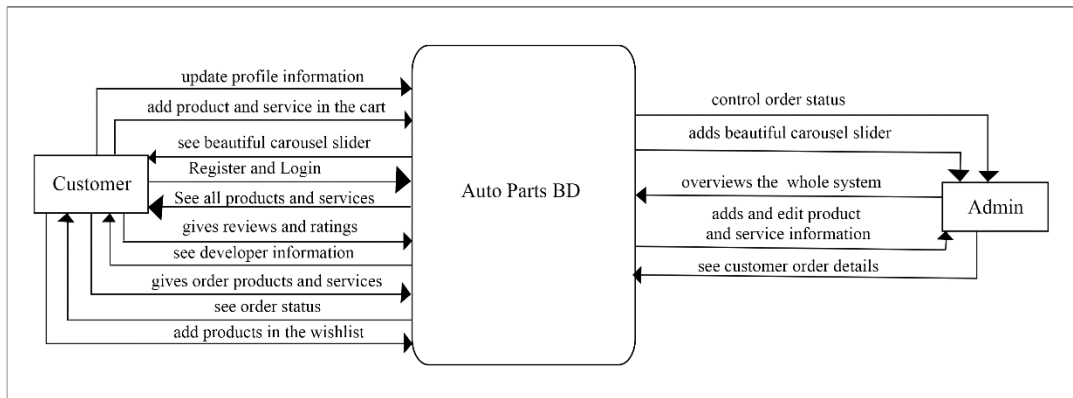 update profile information
add product and service in the cart
see beautiful carousel slider
Register and Login
Customer
See all products and services
gives reviews and ratings
see developer information
gives order products and services
see order status
add products in the wishlist
Auto Parts BD
control order status
adds beautiful carousel slider
overviews the whole system
Admin
adds and edit product
and service information
see customer order details